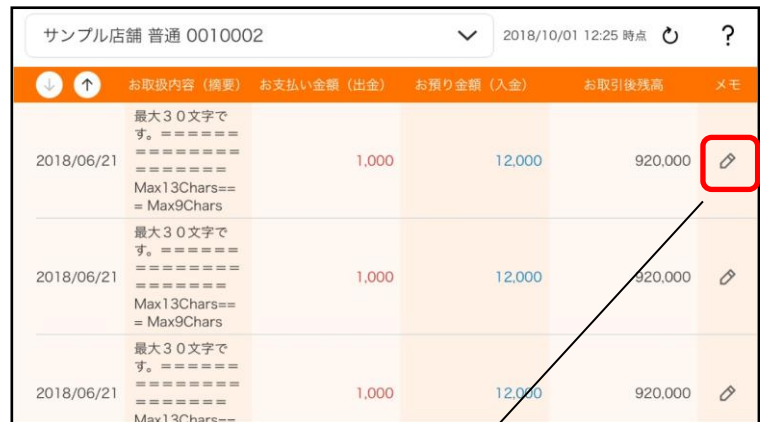 サンプル店舗 普通 0010002 2018/10/01 12:25 時点 ?
お取扱内容（摘要） お支払い金額（出金） お預り金額（入金） お取引後残高 メモ
最大３０文字で
す。＝＝＝＝＝＝
＝＝＝＝＝＝＝＝
2018/06/21 ＝＝＝＝＝＝＝ 1,000 12,000 920,000
Max13Chars==
= Max9Chars
最大３０文字で
す。＝＝＝＝＝＝
＝＝＝＝＝＝＝＝
2018/06/21 ＝＝＝＝＝＝＝ 1,000 12,000 920,000
Max13Chars==
= Max9Chars
最大３０文字で
す。＝＝＝＝＝＝
＝＝＝＝＝＝＝＝
2018/06/21 ＝＝＝＝＝＝＝ 1,000 12,000 920,000
Max13Chars==